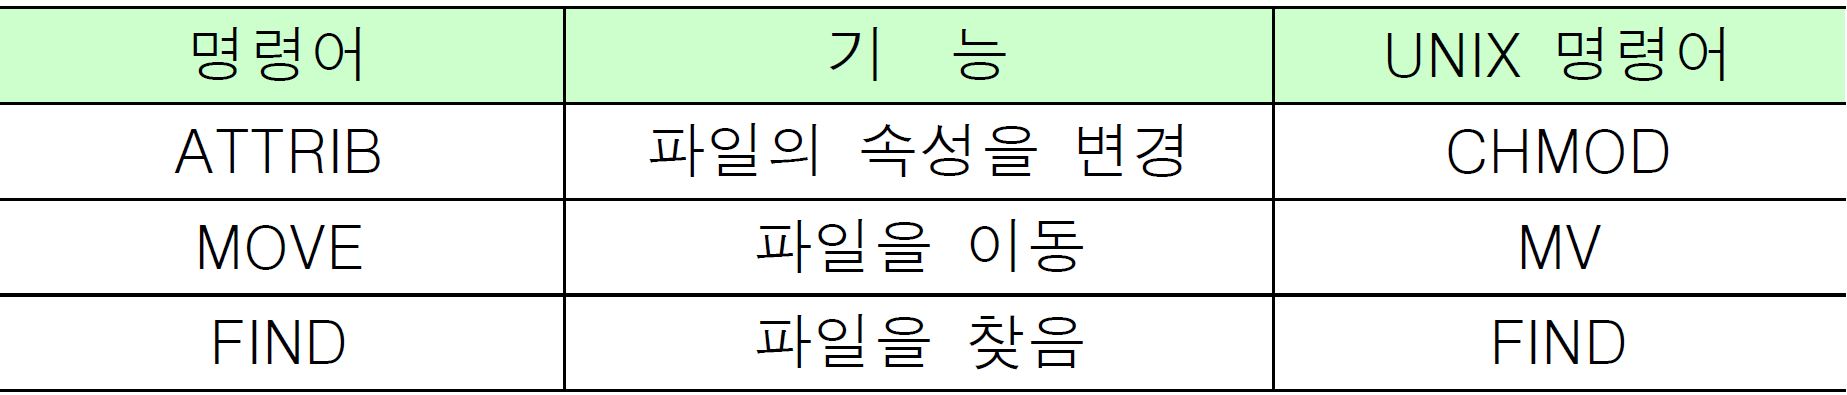 명령어 기 능 UNIX 명령어
ATTRIB 파일의 속성을 변경 CHMOD
MOVE 파일을 이동 MV
FIND 파일을 찾음 FIND